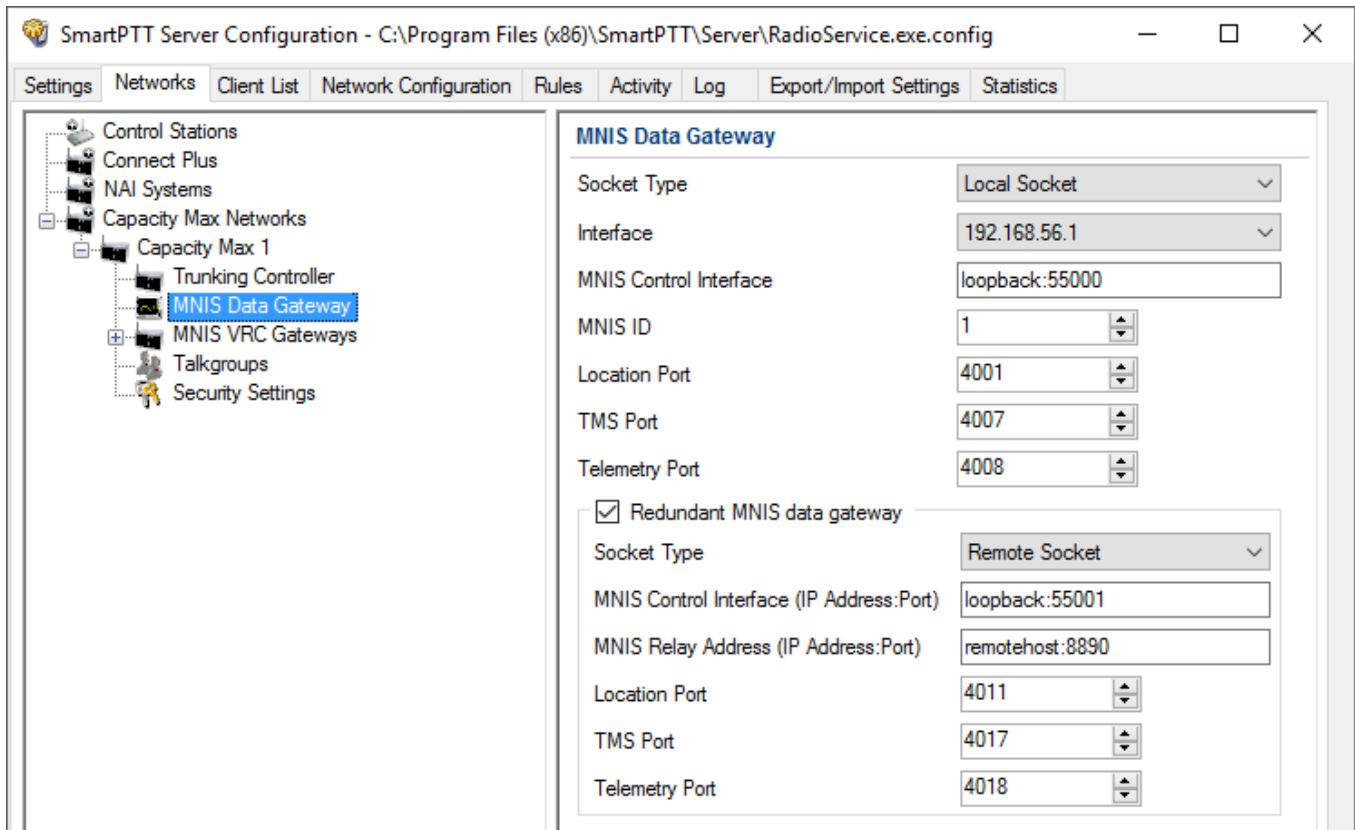 SmartPTT Server Configuration - C:\Program Files (x86)\SmartPTT\Server\RadioService.exe.config
Settings Networks Client List Network Configuration Rules Activity Log Export/Import Settings Statistics
Control Stations
Connect Plus
NAI Systems
Capacity Max Networks
Capacity Max 1
Trunking Controller
MNIS Data Gateway
MNIS VRC Gateways
Talkgroups
Security Settings
MNIS Data Gateway
Socket Type Local Socket
Interface 192.168.56.1
MNIS Control Interface loopback:55000
MNIS ID 1
Location Port 4001
TMS Port 4007
Telemetry Port 4008
Redundant MNIS data gateway
Socket Type Remote Socket
MNIS Control Interface (IP Address:Port) loopback:55001
MNIS Relay Address (IP Address:Port) remotehost:8890
Location Port 4011
TMS Port 4017
Telemetry Port 4018